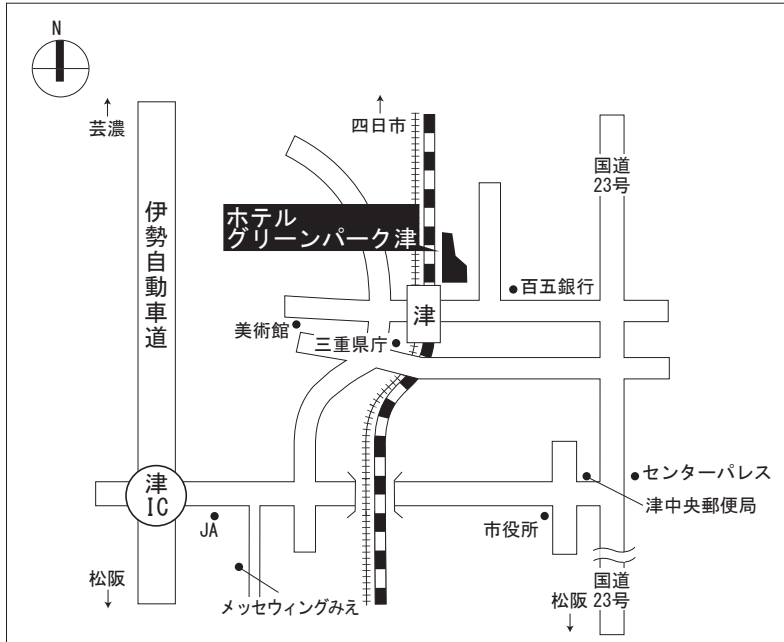 N
芸濃
四日市
国道
23号
伊勢自動車道
ホテル
グリーンパーク津
百五銀行
津
美術館
三重県庁
津
IC
センターパレス
津中央郵便局
JA
市役所
松阪
メッセウィングみえ
国道
23号
松阪